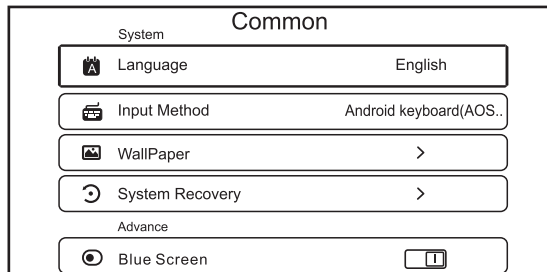 Common
System
Language English
Input Method Android keyboard(AOS..
WallPaper >
System Recovery >
Advance
Blue Screen